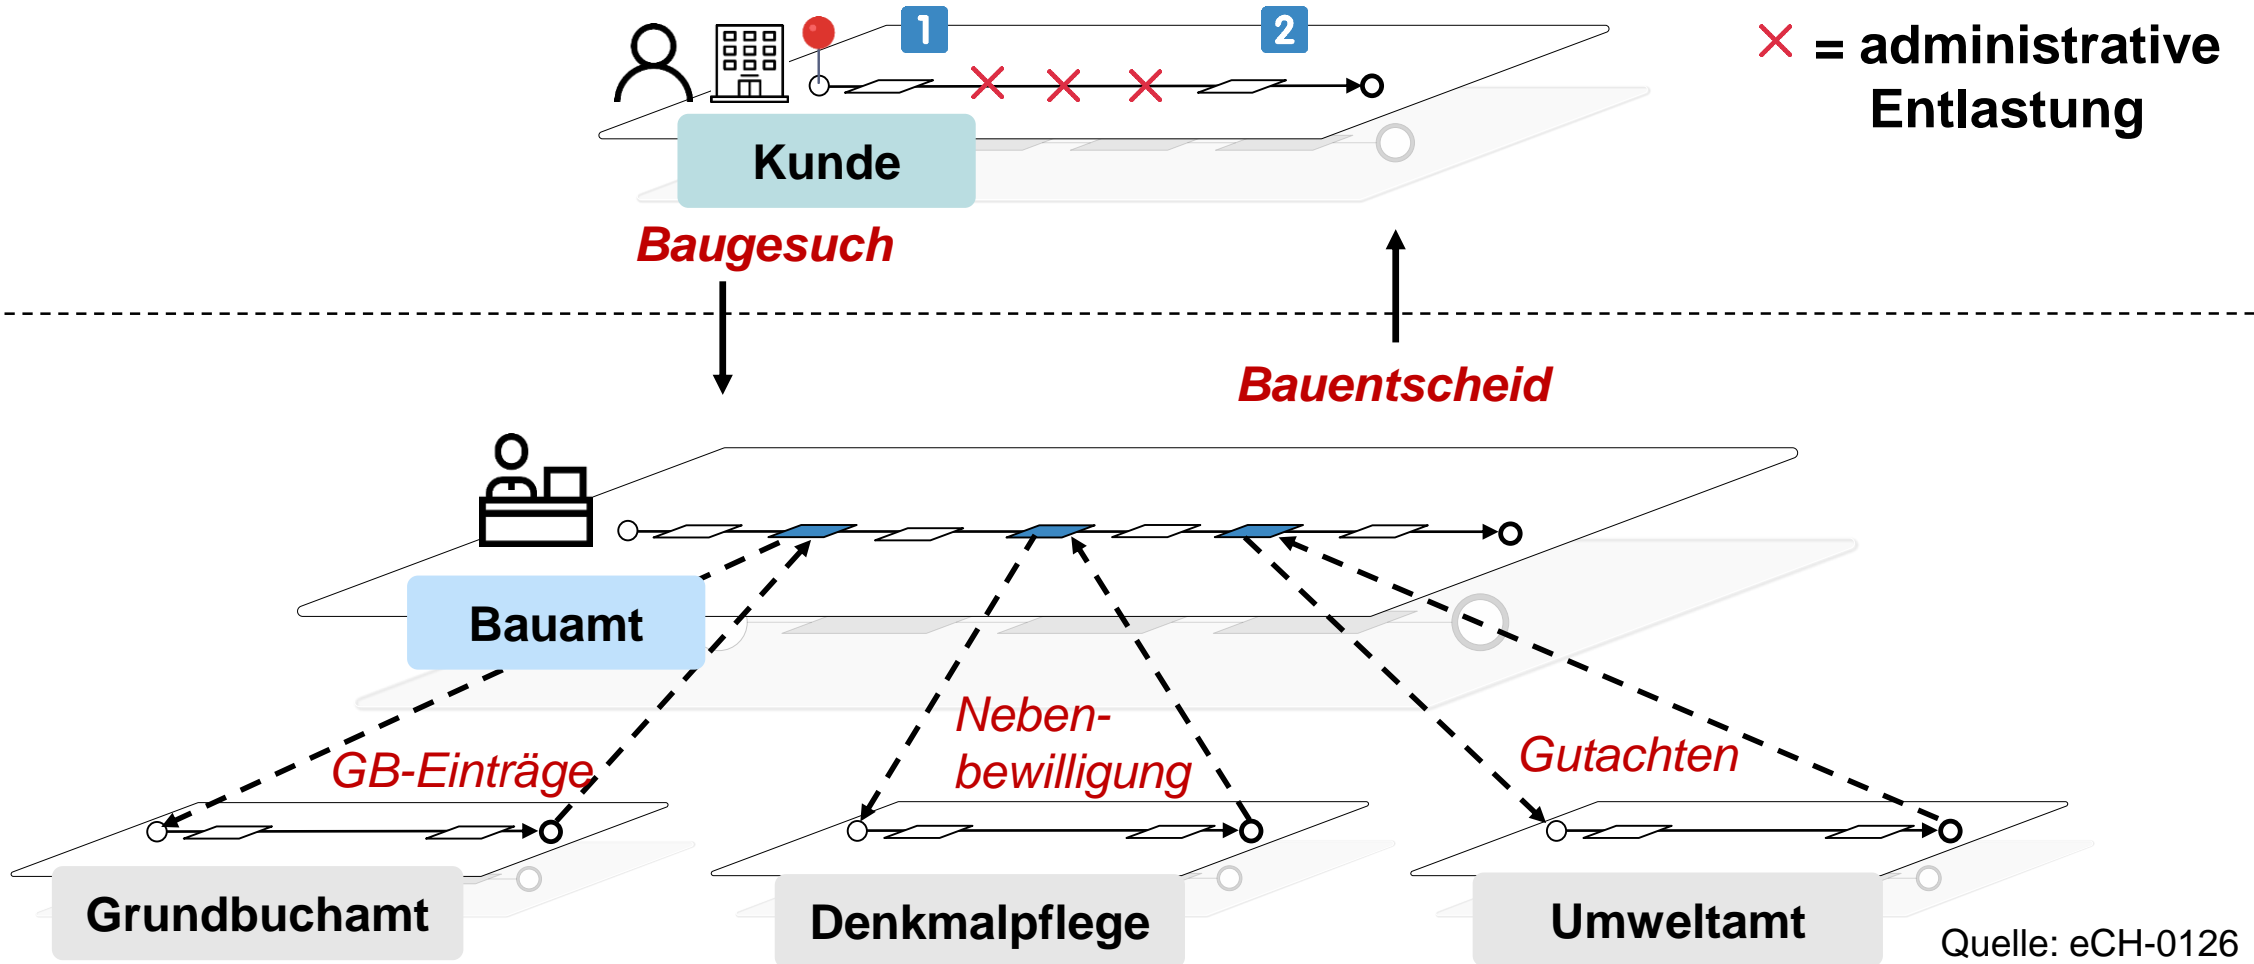 1
2
= administrative
Entlastung
Kunde
Baugesuch
Bauentscheid
Bauamt
GB-Einträge
Neben-
bewilligung
Gutachten
Grundbuchamt
Denkmalpflege
Umweltamt
Quelle: eCH-0126